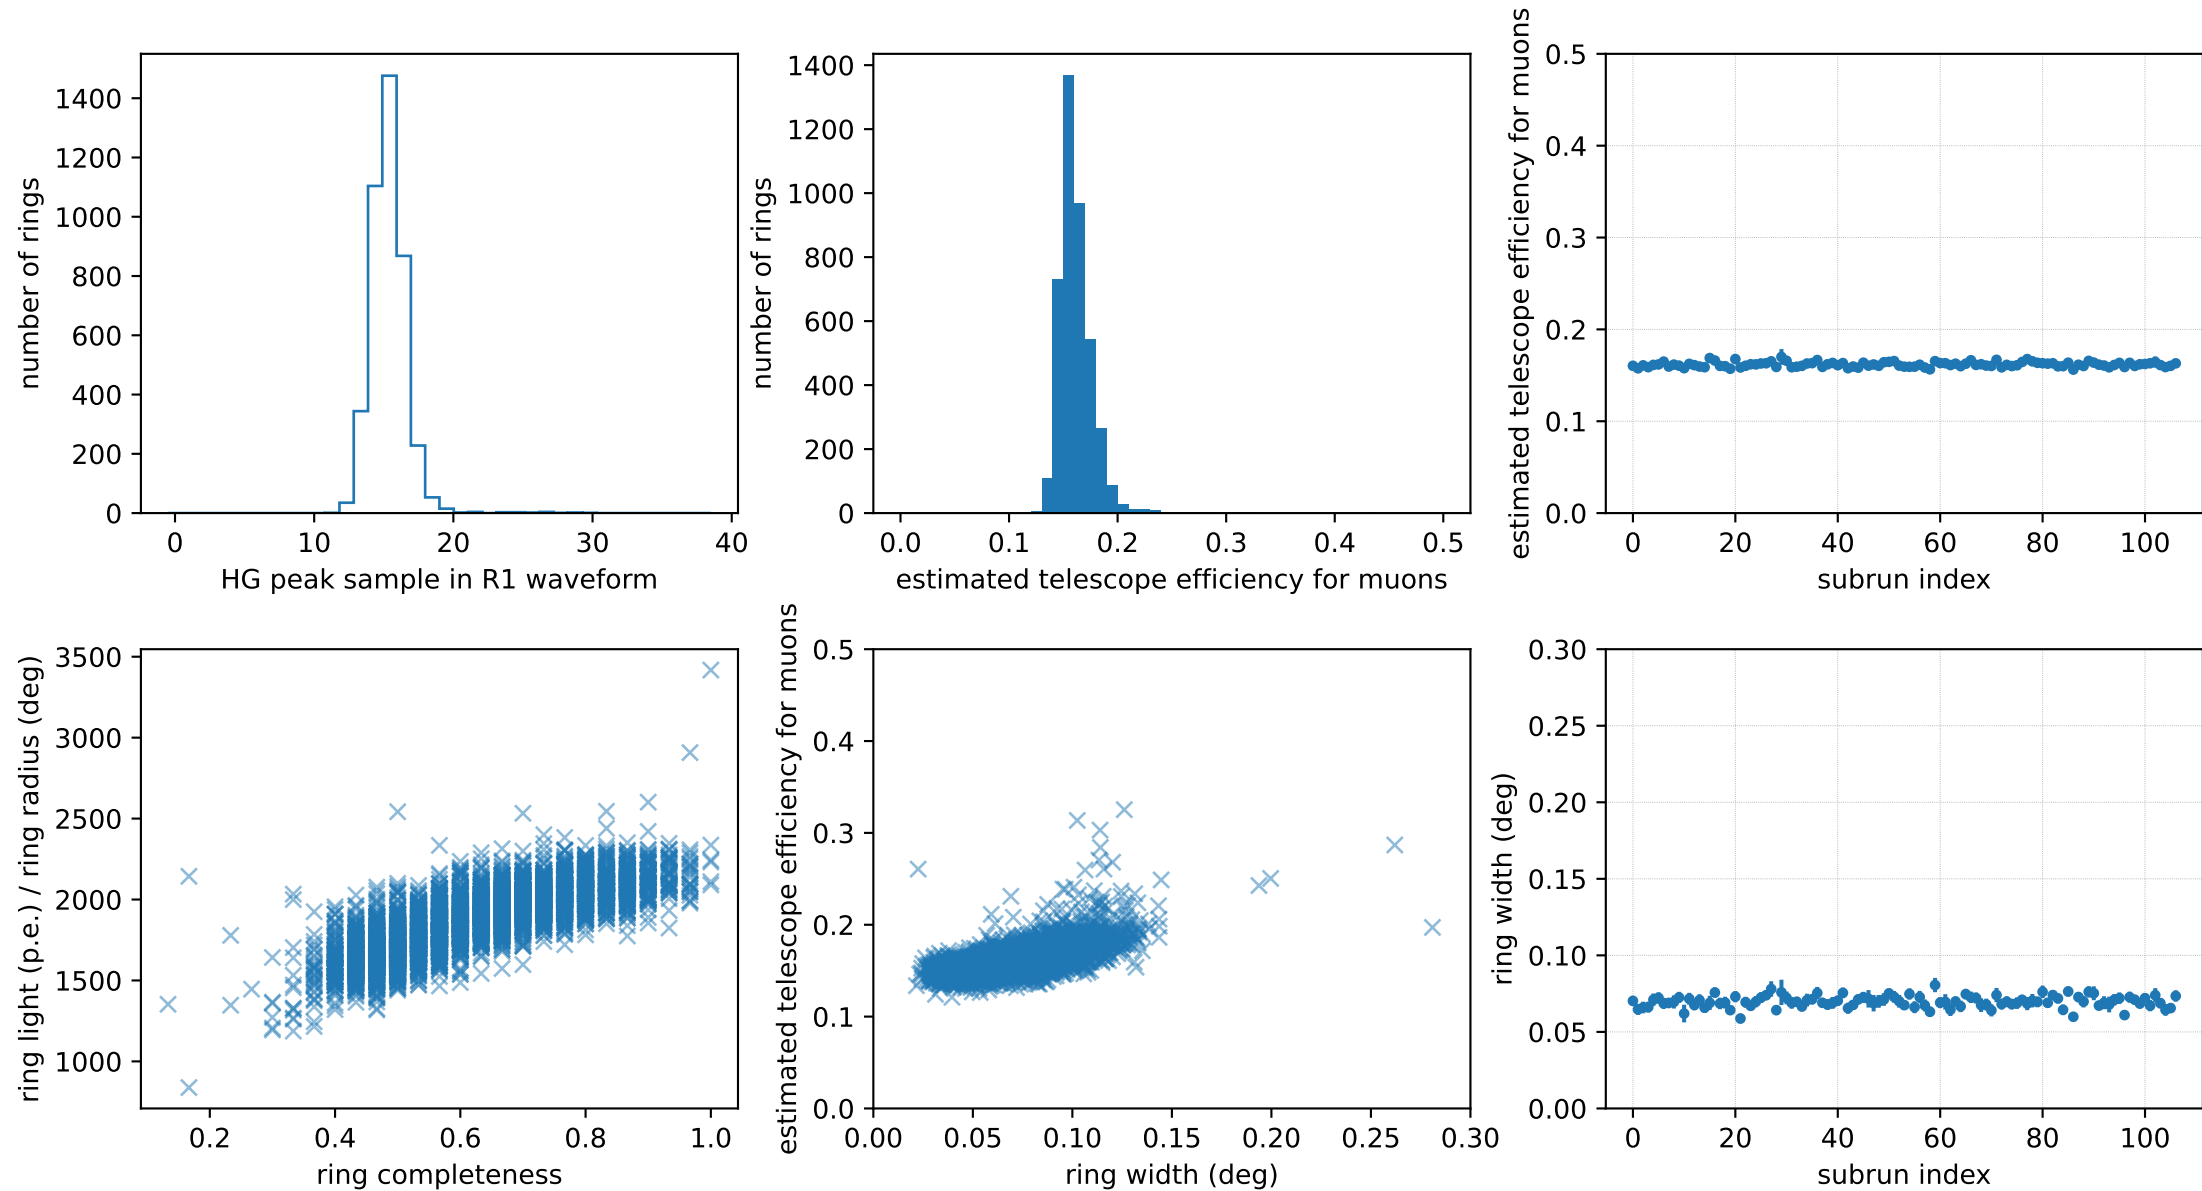 number of rings
1400
1200
1000
800
600
400
200
0
0 10 20 30 40
HG peak sample in R1 waveform
number of rings
1400
1200
1000
800
600
400
200
0
0.0 0.1 0.2 0.3 0.4 0.5
estimated telescope efficiency for muons
estimated telescope efficiency for muons
0.5
0.4
0.3
0.2
0.1
0.0
0 20 40 60 80 100
subrun index
ring light (p.e.) / ring radius (deg)
3500
3000
2500
2000
1500
1000
0.2 0.4 0.6 0.8 1.0
ring completeness
estimated telescope efficiency for muons
0.5
0.4
0.3
0.2
0.1
0.0
0.00 0.05 0.10 0.15 0.20 0.25 0.30
ring width (deg)
ring width (deg)
0.30
0.25
0.20
0.15
0.10
0.05
0.00
0 20 40 60 80 100
subrun index